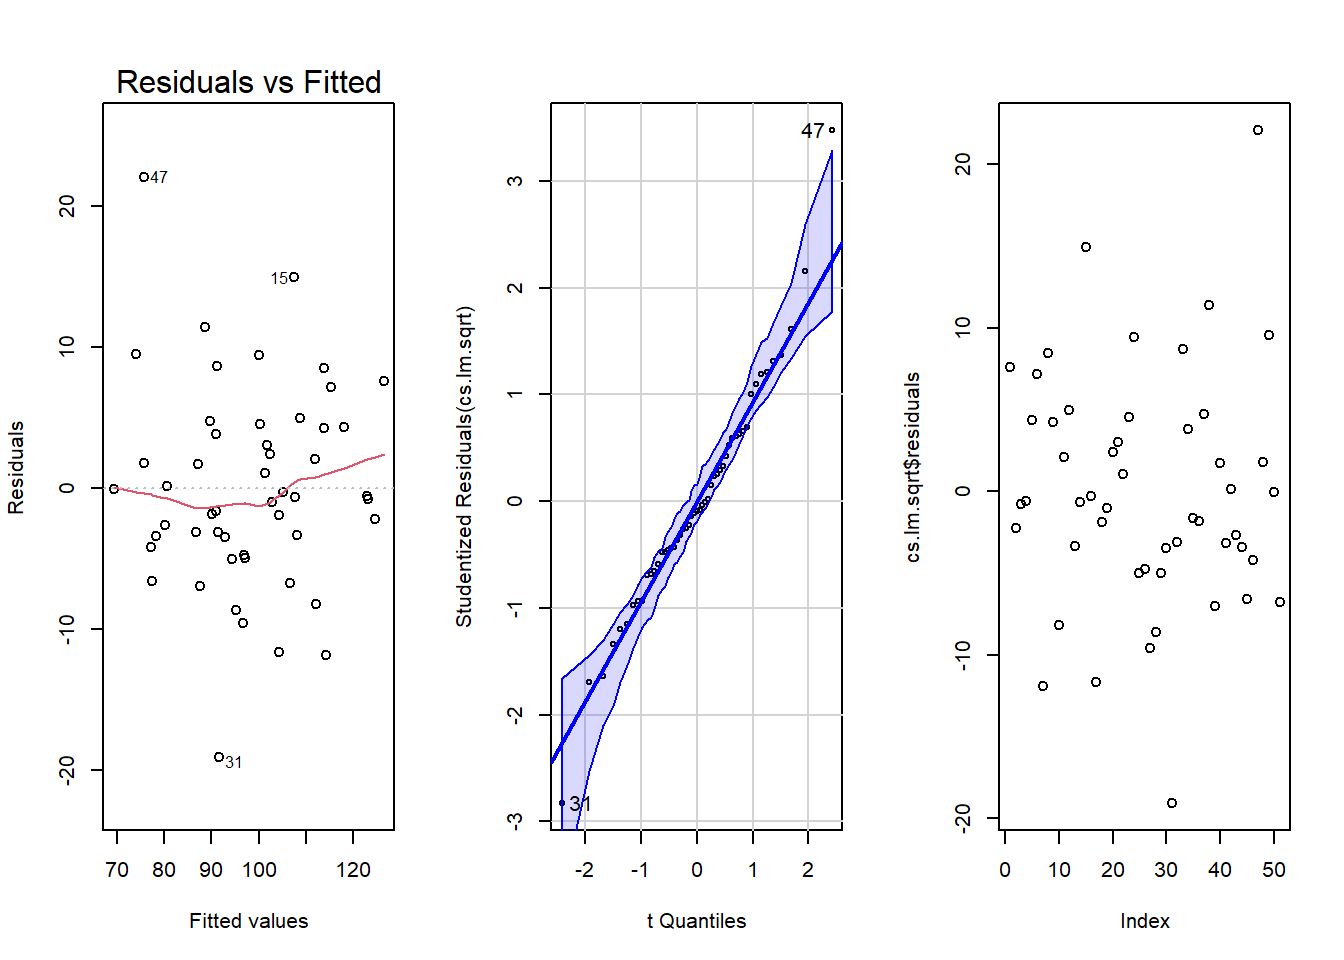 Residuals vs Fitted
Residuals
20
10
0
-10
-20
47
15
31
70 80 90 100 120
Fitted values
Studentized Residuals(cs.lm.sqrt)
3
2
1
0
-1
-2
-3
47
31
-2 -1 0 1 2
t Quantiles
cs.lm.sqrt$residuals
20
10
0
-10
-20
0 10 20 30 40 50
Index